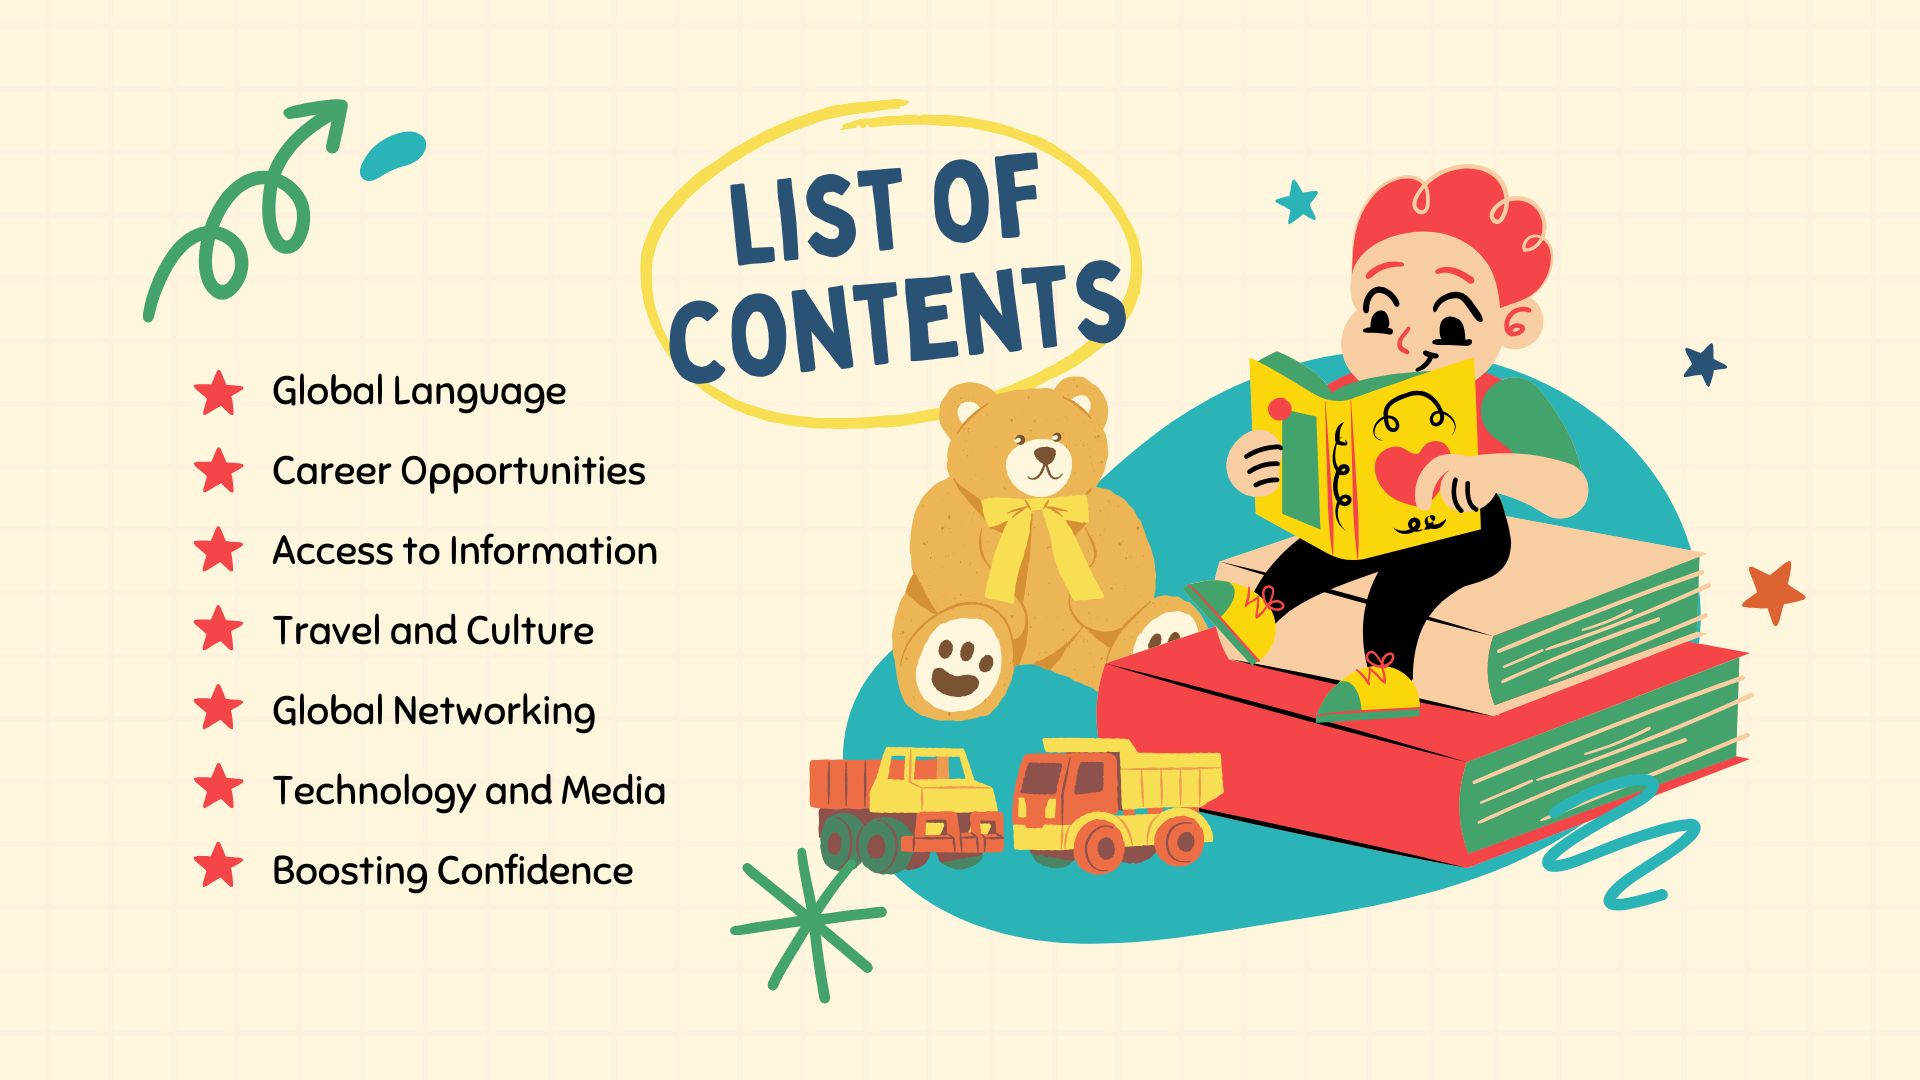 LIST OF
CONTENTS
Global Language
Career Opportunities
Access to Information
Travel and Culture
Global Networking
Technology and Media
Boosting Confidence